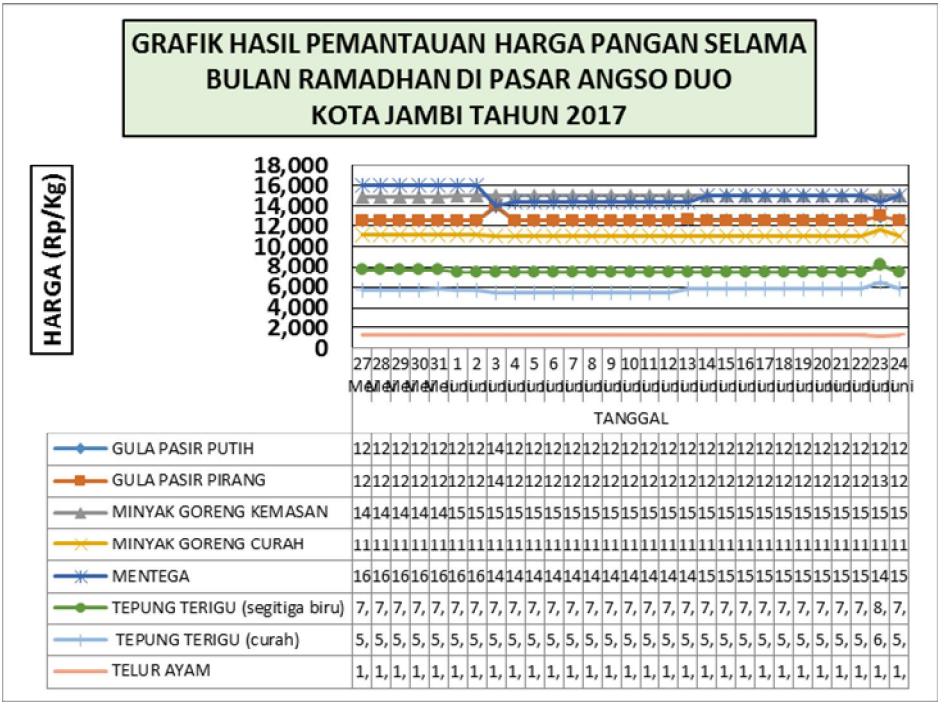 GRAFIK HASIL PEMANTAUAN HARGA PANGAN SELAMA
BULAN RAMADHAN DI PASAR ANGSO DUO
KOTA JAMBI TAHUN 2017
HARGA (Rp/Kg)
18,000
16,000
14,000
12,000
10,000
8,000
6,000
4,000
2,000
0
27 28 29 30 31 1 2 3 4 5 6 7 8 9 10 11 12 13 14 15 16 17 18 19 20 21 22 23 24
TANGGAL
GULA PASIR PUTIH 12 12 12 12 12 12 12 14 12 12 12 12 12 12 12 12 12 12 12 12 12 12 12 12 12 12 12 12 12
GULA PASIR PIRANG 12 12 12 12 12 12 12 14 12 12 12 12 12 12 12 12 12 12 12 12 12 12 12 12 12 12 12 13 12
MINYAK GORENG KEMASAN 14 14 14 14 14 15 15 15 15 15 15 15 15 15 15 15 15 15 15 15 15 15 15 15 15 15 15 15 15
MINYAK GORENG CURAH 11 11 11 11 11 11 11 11 11 11 11 11 11 11 11 11 11 11 11 11 11 11 11 11 11 11 11 11 11
MENTEGA 16 16 16 16 16 16 16 14 14 14 14 14 14 14 14 14 14 14 15 15 15 15 15 15 15 15 15 14 15
TEPUNG TERIGU (segitiga biru) 7, 7, 7, 7, 7, 7, 7, 7, 7, 7, 7, 7, 7, 7, 7, 7, 7, 7, 7, 7, 7, 7, 7, 7, 7, 7, 7, 8, 7,
TEPUNG TERIGU (curah) 5, 5, 5, 5, 5, 5, 5, 5, 5, 5, 5, 5, 5, 5, 5, 5, 5, 5, 5, 5, 5, 5, 5, 5, 5, 5, 5, 6, 5,
TELUR AYAM 1, 1, 1, 1, 1, 1, 1, 1, 1, 1, 1, 1, 1, 1, 1, 1, 1, 1, 1, 1, 1, 1, 1, 1, 1, 1, 1, 1, 1,